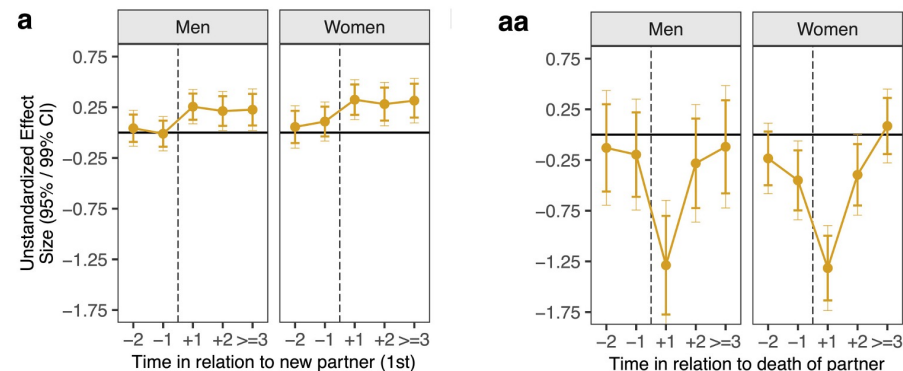 a
Men
Women
Unstandardized Effect
Size (95% / 99% CI)
0.75
0.25
−0.25
−0.75
−1.25
−1.75
−2 −1 +1 +2 >=3
−2 −1 +1 +2 >=3
Time in relation to new partner (1st)
aa
Men
Women
0.75
0.25
−0.25
−0.75
−1.25
−1.75
−2 −1 +1 +2 >=3
−2 −1 +1 +2 >=3
Time in relation to death of partner